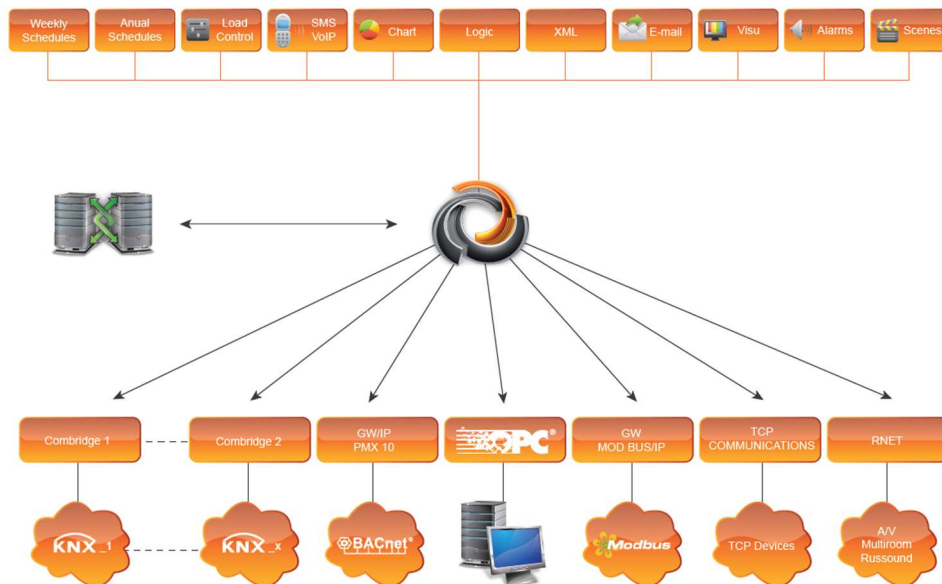 Weekly
Schedules
Anual
Schedules
Load
Control
SMS
VoIP
Chart
Logic
XML
E-mail
Visu
Alarms
Scenes
Combridge 1
Combridge 2
GW/IP
PMX 10
OPC®
GW
MOD BUS/IP
TCP
COMMUNICATIONS
RNET
KNX_1
KNX_x
BACnet®
Modbus
TCP Devices
A/V
Multiroom
Russound